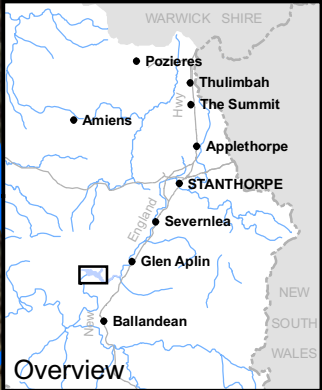 WARWICK SHIRE
Pozieres
Thulimbah
Hwy
The Summit
Amiens
Applethorpe
STANTHORPE
England
Severnlea
Glen Aplin
NEW
SOUTH
WALES
New
Ballandean
Overview